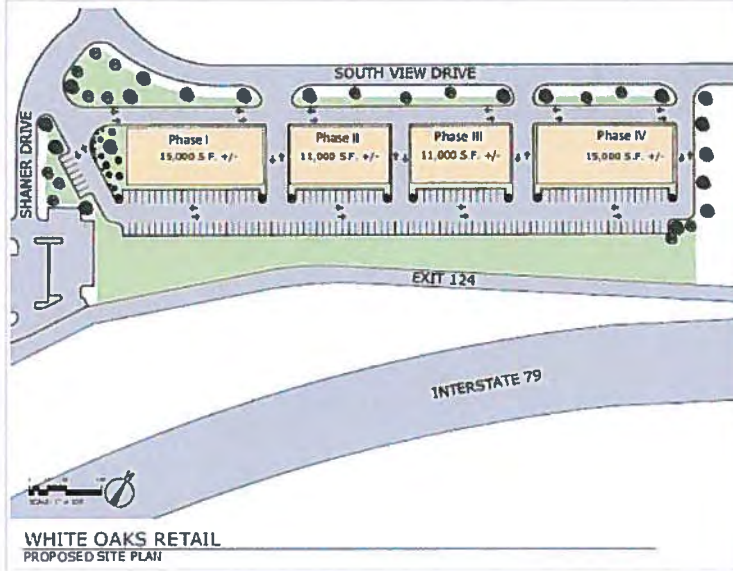 SOUTH VIEW DRIVE
SHANER DRIVE
Phase I
15,000 S.F. +/-
Phase II
11,000 S.F. +/-
Phase III
11,000 S.F. +/-
Phase IV
15,000 S.F. +/-
EXIT 124
INTERSTATE 79
WHITE OAKS RETAIL
PROPOSED SITE PLAN